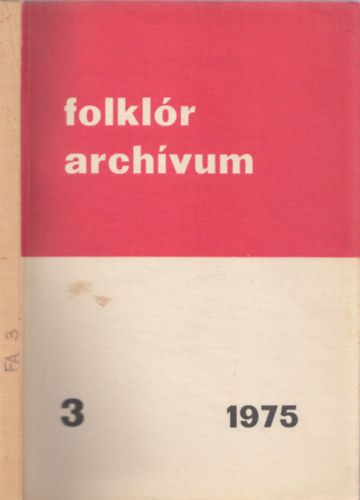 folklór
archívum
3 1975
FA 3